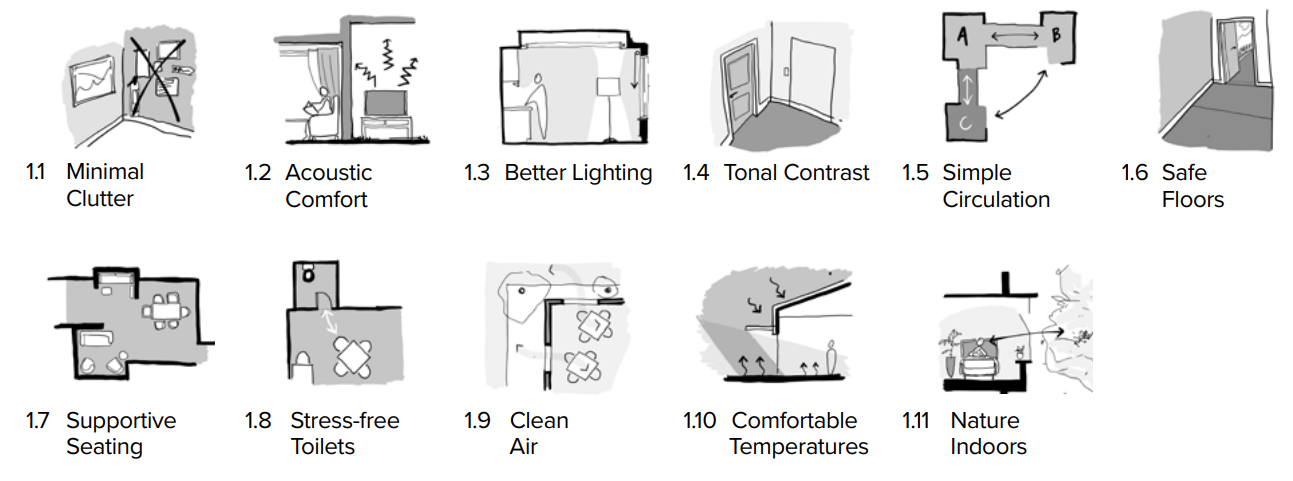 A
B
C
1.1 Minimal
Clutter
1.2 Acoustic
Comfort
1.3 Better Lighting
1.4 Tonal Contrast
1.5 Simple
Circulation
1.6 Safe
Floors
1.7 Supportive
Seating
1.8 Stress-free
Toilets
1.9 Clean
Air
1.10 Comfortable
Temperatures
1.11 Nature
Indoors